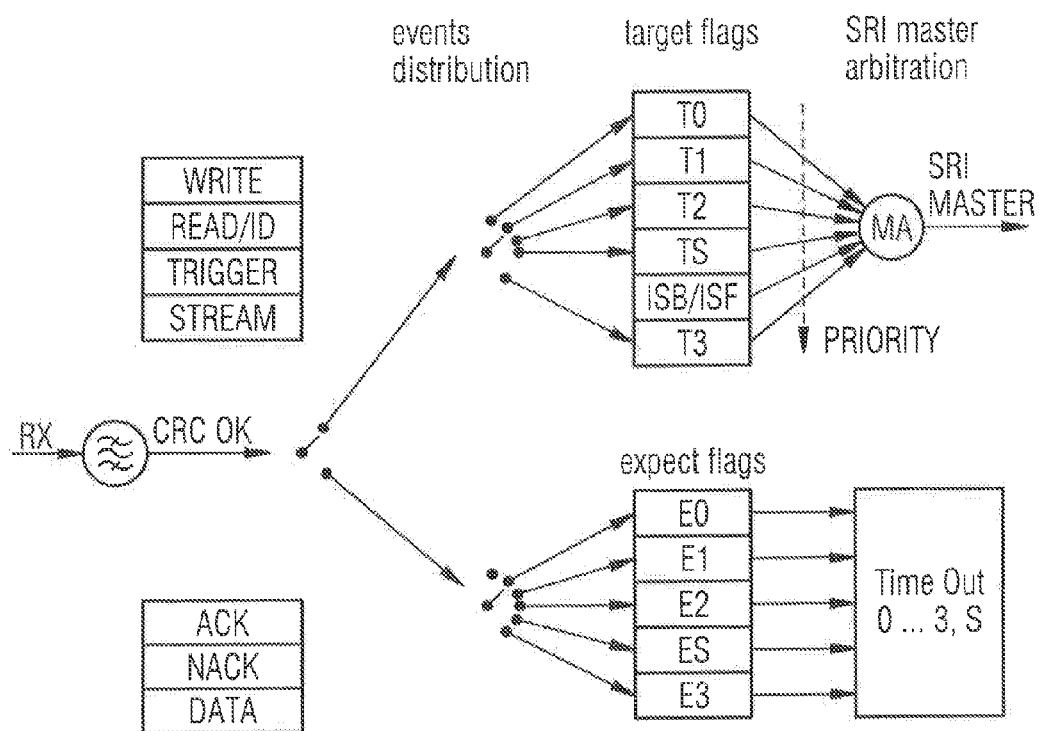 events
distribution
target flags
SRI master
arbitration
T0
T1
T2
TS
ISB/ISF
T3
MA
SRI
MASTER
PRIORITY
WRITE
READ/ID
TRIGGER
STREAM
RX
CRC OK
expect flags
E0
E1
E2
ES
E3
Time Out
0 ... 3, S
ACK
NACK
DATA